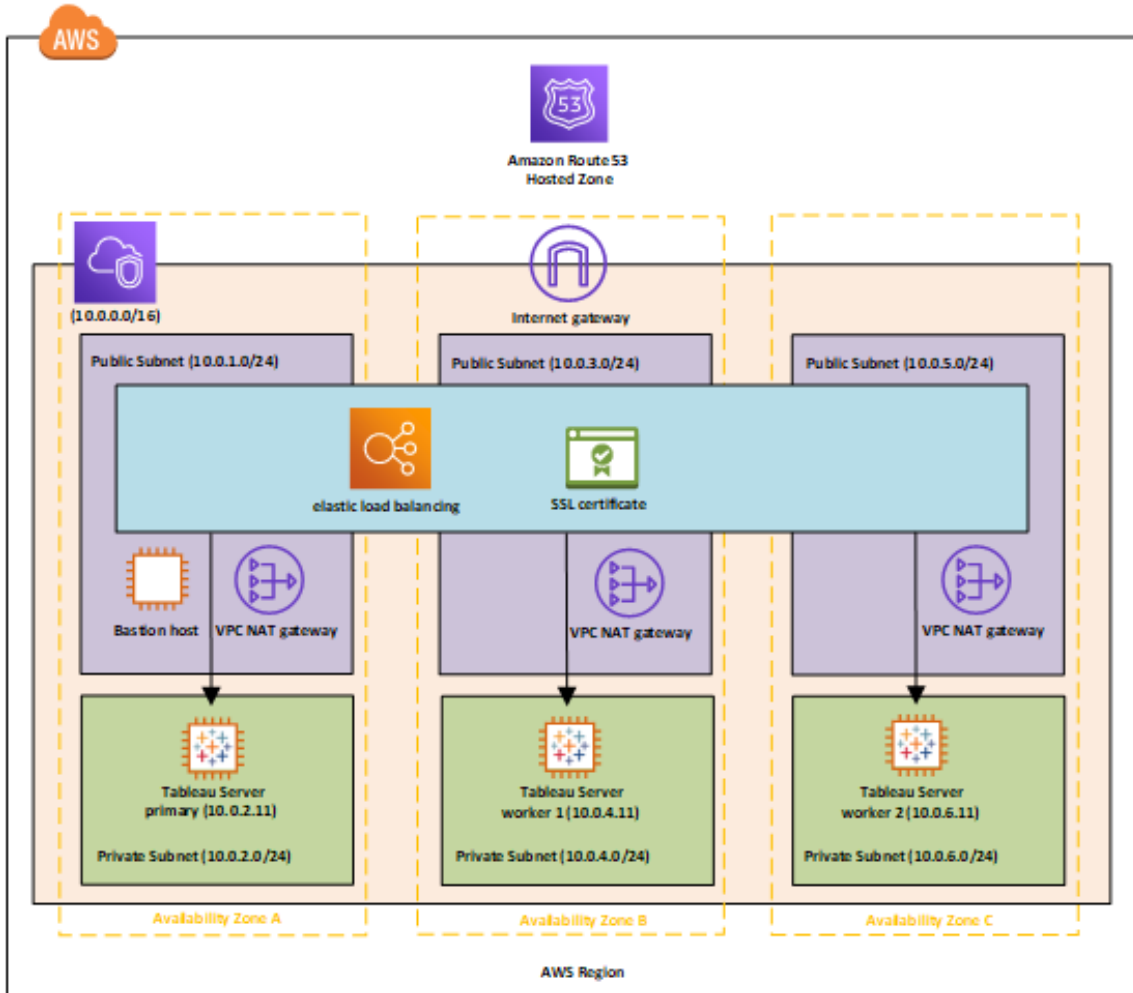 AWS
53
Amazon Route 53
Hosted Zone
(10.0.0.0/16)
Internet gateway
Public Subnet (10.0.1.0/24)
Public Subnet (10.0.3.0/24)
Public Subnet (10.0.5.0/24)
elastic load balancing
SSL certificate
Bastion host
VPC NAT gateway
VPC NAT gateway
VPC NAT gateway
Tableau Server
primary (10.0.2.11)
Tableau Server
worker 1 (10.0.4.11)
Tableau Server
worker 2 (10.0.6.11)
Private Subnet (10.0.2.0/24)
Private Subnet (10.0.4.0/24)
Private Subnet (10.0.6.0/24)
Availability Zone A
Availability Zone B
Availability Zone C
AWS Region